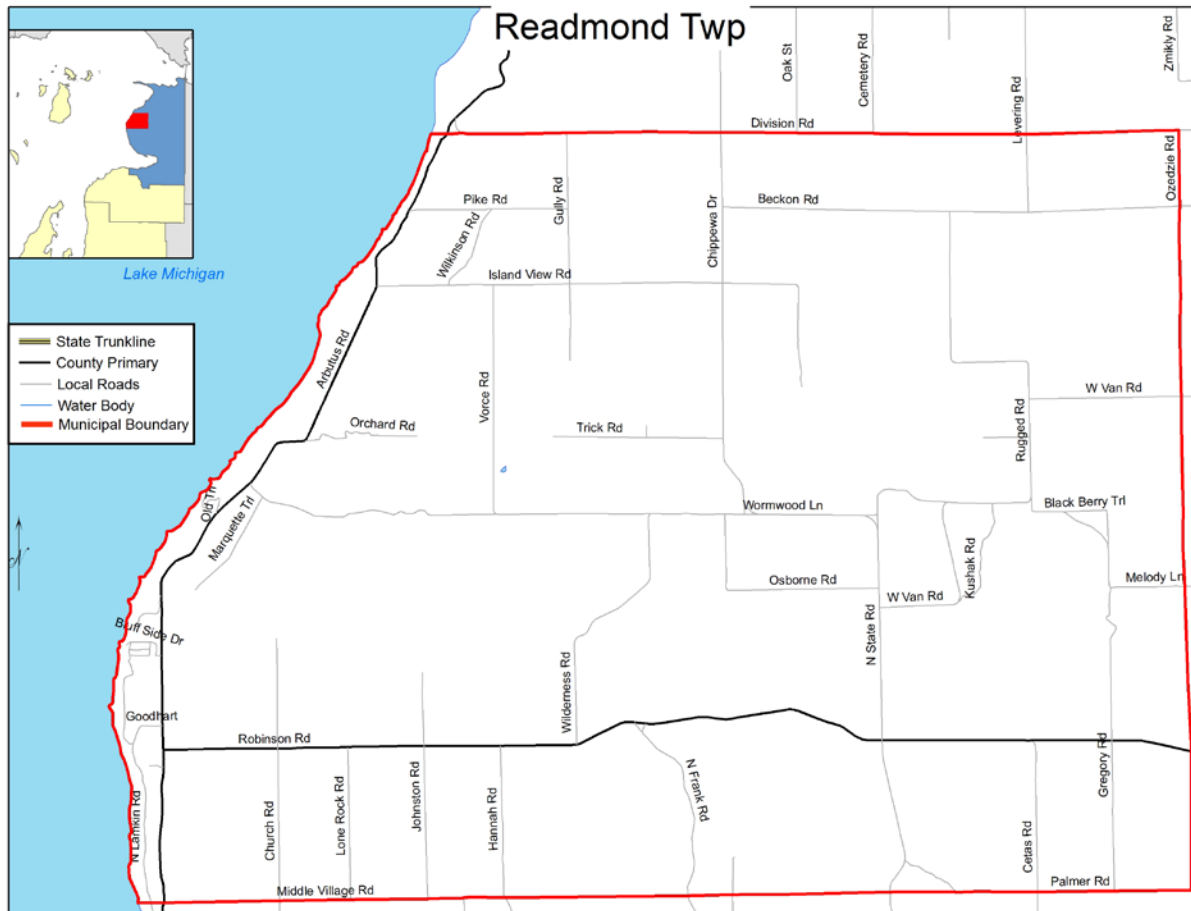 Readmond Twp
Oak St
Cemetery Rd
Levering Rd
Zmikly Rd
Division Rd
Ozedzie Rd
Pike Rd
Gully Rd
Wilkinson Rd
Chippewa Dr
Beckon Rd
Lake Michigan
Island View Rd
State Trunkline
County Primary
Local Roads
Water Body
Municipal Boundary
Arbutus Rd
Vorce Rd
W Van Rd
Orchard Rd
Trick Rd
Rugged Rd
Old Trl
Marquette Trl
Wormwood Ln
Black Berry Trl
N
Kushak Rd
Osborne Rd
Melody Ln
W Van Rd
Bluff Side Dr
N State Rd
Wilderness Rd
Goodhart
Robinson Rd
Gregory Rd
N Lamkin Rd
Church Rd
Lone Rock Rd
Johnston Rd
Hannah Rd
N Frank Rd
Cetas Rd
Middle Village Rd
Palmer Rd